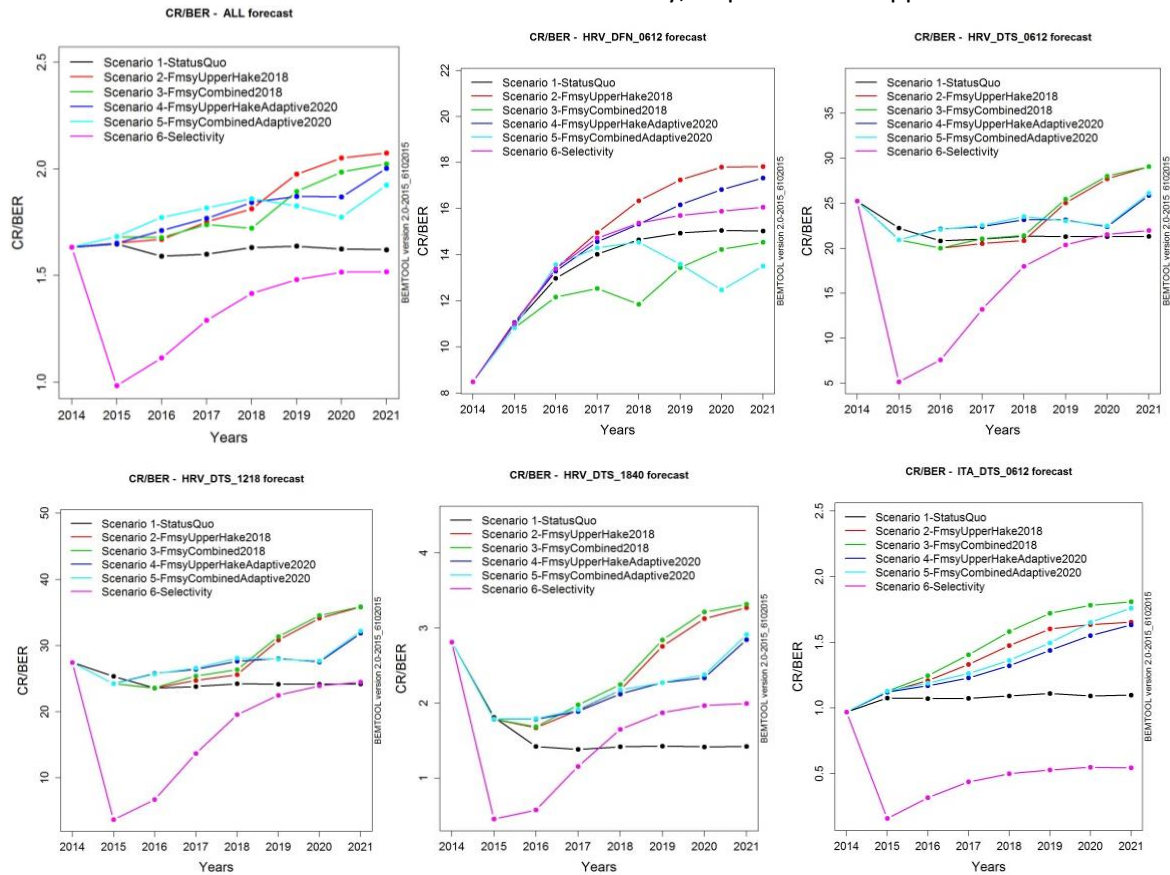 CR/BER - ALL forecast
2.5
2.0
1.5
1.0
CR/BER
Scenario 1-StatusQuo
Scenario 2-FmsyUpperHake2018
Scenario 3-FmsyCombined2018
Scenario 4-FmsyUpperHakeAdaptive2020
Scenario 5-FmsyCombinedAdaptive2020
Scenario 6-Selectivity
BEMTOOL version 2.0-2015_6102015
2014 2015 2016 2017 2018 2019 2020 2021
Years
CR/BER - HRV_DFN_0612 forecast
22
20
18
16
14
12
10
8
CR/BER
Scenario 1-StatusQuo
Scenario 2-FmsyUpperHake2018
Scenario 3-FmsyCombined2018
Scenario 4-FmsyUpperHakeAdaptive2020
Scenario 5-FmsyCombinedAdaptive2020
Scenario 6-Selectivity
BEMTOOL version 2.0-2015_6102015
2014 2015 2016 2017 2018 2019 2020 2021
Years
CR/BER - HRV_DTS_0612 forecast
35
30
25
20
15
10
5
CR/BER
Scenario 1-StatusQuo
Scenario 2-FmsyUpperHake2018
Scenario 3-FmsyCombined2018
Scenario 4-FmsyUpperHakeAdaptive2020
Scenario 5-FmsyCombinedAdaptive2020
Scenario 6-Selectivity
BEMTOOL version 2.0-2015_6102015
2014 2015 2016 2017 2018 2019 2020 2021
Years
CR/BER - HRV_DTS_1218 forecast
50
40
30
20
10
CR/BER
Scenario 1-StatusQuo
Scenario 2-FmsyUpperHake2018
Scenario 3-FmsyCombined2018
Scenario 4-FmsyUpperHakeAdaptive2020
Scenario 5-FmsyCombinedAdaptive2020
Scenario 6-Selectivity
BEMTOOL version 2.0-2015_6102015
2014 2015 2016 2017 2018 2019 2020 2021
Years
CR/BER - HRV_DTS_1840 forecast
4
3
2
1
CR/BER
Scenario 1-StatusQuo
Scenario 2-FmsyUpperHake2018
Scenario 3-FmsyCombined2018
Scenario 4-FmsyUpperHakeAdaptive2020
Scenario 5-FmsyCombinedAdaptive2020
Scenario 6-Selectivity
BEMTOOL version 2.0-2015_6102015
2014 2015 2016 2017 2018 2019 2020 2021
Years
CR/BER - ITA_DTS_0612 forecast
2.5
2.0
1.5
1.0
0.5
CR/BER
Scenario 1-StatusQuo
Scenario 2-FmsyUpperHake2018
Scenario 3-FmsyCombined2018
Scenario 4-FmsyUpperHakeAdaptive2020
Scenario 5-FmsyCombinedAdaptive2020
Scenario 6-Selectivity
BEMTOOL version 2.0-2015_6102015
2014 2015 2016 2017 2018 2019 2020 2021
Years